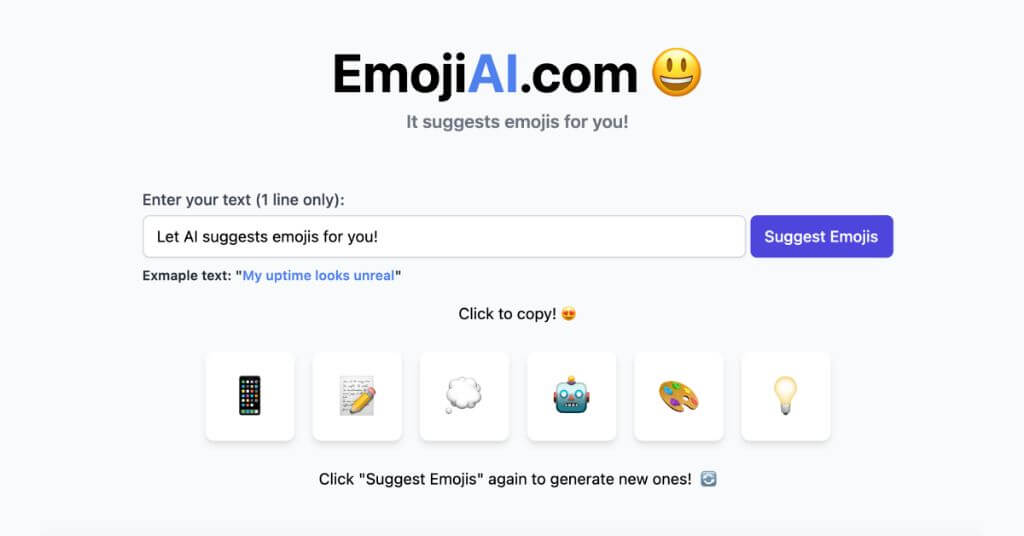 EmojiAI.com 😃
It suggests emojis for you!
Enter your text (1 line only):
Let AI suggests emojis for you!
Suggest Emojis
Exmaple text: "My uptime looks unreal"
Click to copy! 😍
Click "Suggest Emojis" again to generate new ones! 🔄